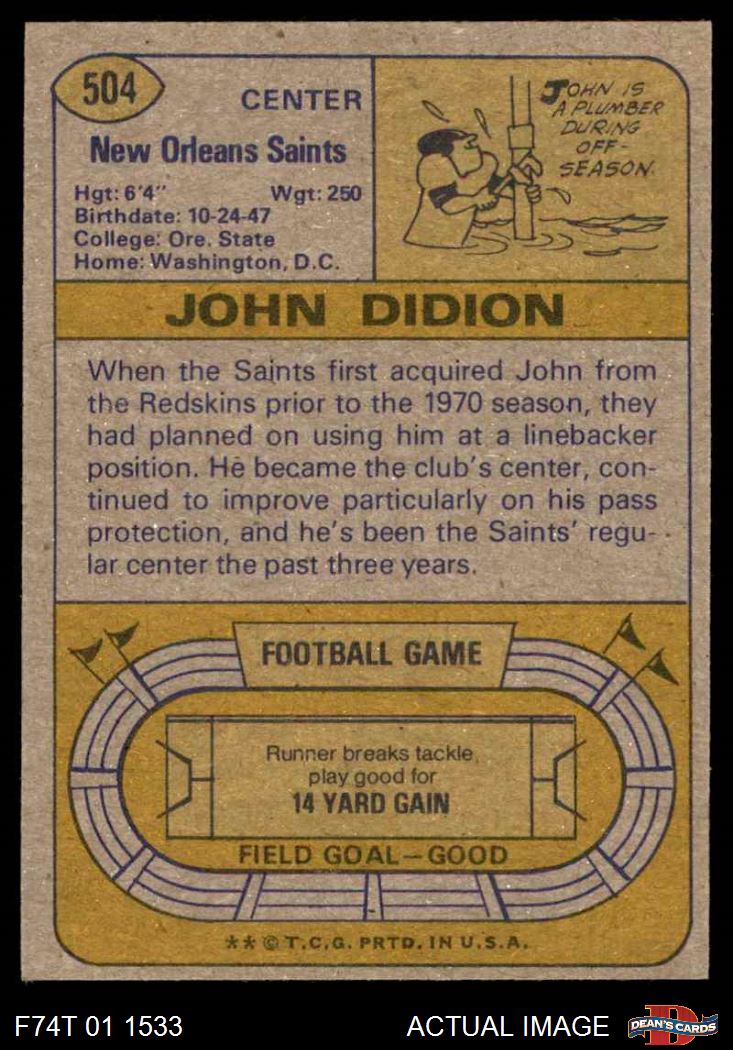 504
CENTER
New Orleans Saints
Hgt: 6'4" Wgt: 250
Birthdate: 10-24-47
College: Ore. State
Home: Washington, D.C.
JOHN IS
A PLUMBER
DURING
OFF-
SEASON.
JOHN DIDION
When the Saints first acquired John from
the Redskins prior to the 1970 season, they
had planned on using him at a linebacker
position. He became the club's center, con-
tinued to improve particularly on his pass
protection, and he's been the Saints' regu-
lar center the past three years.
FOOTBALL GAME
Runner breaks tackle,
play good for
14 YARD GAIN
FIELD GOAL—GOOD
** © T.C.G. PRTD. IN U.S.A.
F74T 01 1533
ACTUAL IMAGE
D
DEAN'S CARDS